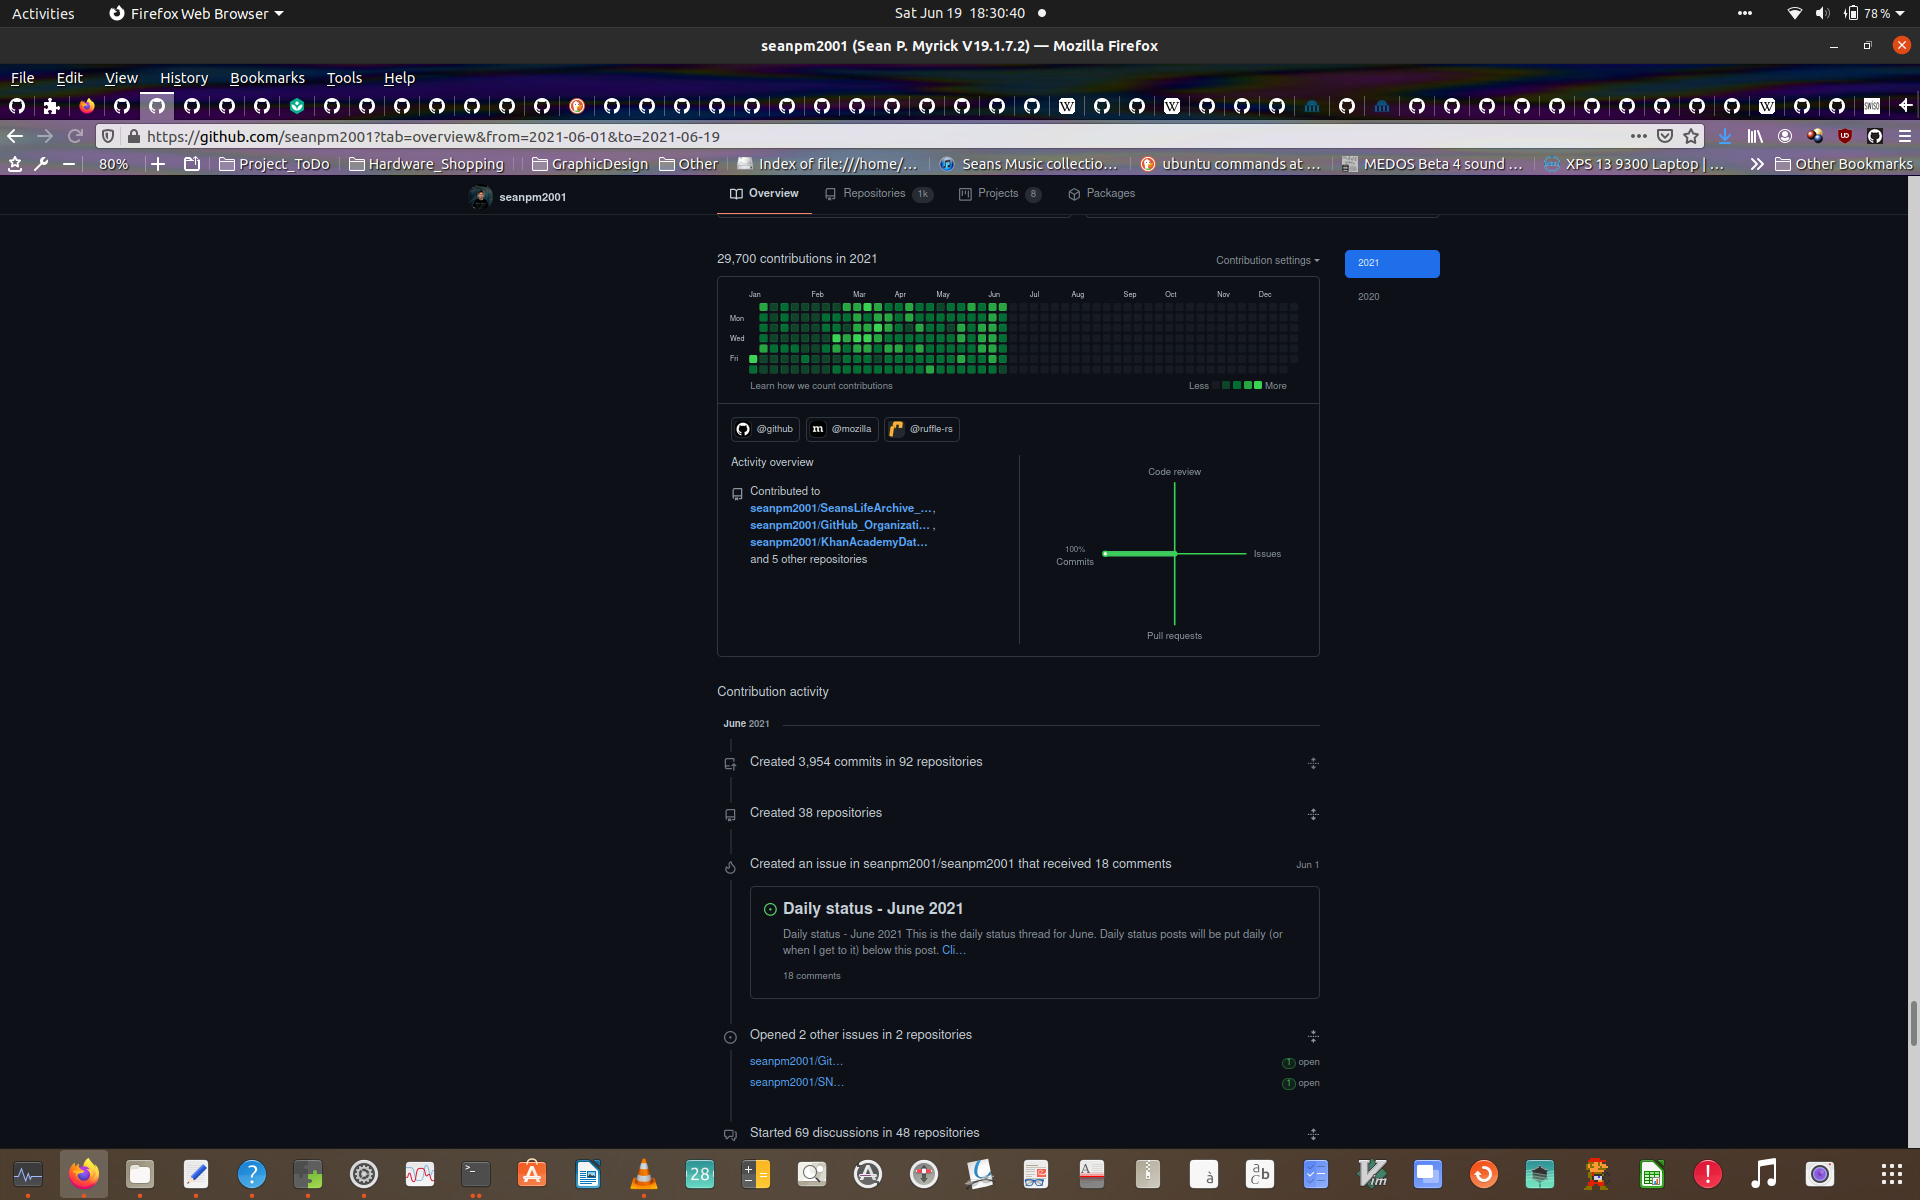 Activities
Firefox Web Browser
Sat Jun 19 18:30:40
78 %
seanpm2001 (Sean P. Myrick V19.1.7.2) — Mozilla Firefox
File Edit View History Bookmarks Tools Help
https://github.com/seanpm2001?tab=overview&from=2021-06-01&to=2021-06-19
80%
Project_ToDo
Hardware_Shopping
GraphicDesign
Other
Index of file:///home/…
Seans Music collectio…
ubuntu commands at …
MEDOS Beta 4 sound …
XPS 13 9300 Laptop | …
Other Bookmarks
seanpm2001
Overview
Repositories 1k
Projects 8
Packages
29,700 contributions in 2021
Contribution settings
2021
2020
Jan Feb Mar Apr May Jun Jul Aug Sep Oct Nov Dec
Mon
Wed
Fri
Learn how we count contributions
Less More
@github
@mozilla
@ruffle-rs
Activity overview
Contributed to
seanpm2001/SeansLifeArchive_…,
seanpm2001/GitHub_Organizati… ,
seanpm2001/KhanAcademyDat…
and 5 other repositories
Code review
100%
Commits
Issues
Pull requests
Contribution activity
June 2021
Created 3,954 commits in 92 repositories
Created 38 repositories
Created an issue in seanpm2001/seanpm2001 that received 18 comments
Jun 1
Daily status - June 2021
Daily status - June 2021 This is the daily status thread for June. Daily status posts will be put daily (or
when I get to it) below this post. Cli…
18 comments
Opened 2 other issues in 2 repositories
seanpm2001/Git…
1 open
seanpm2001/SN…
1 open
Started 69 discussions in 48 repositories
28